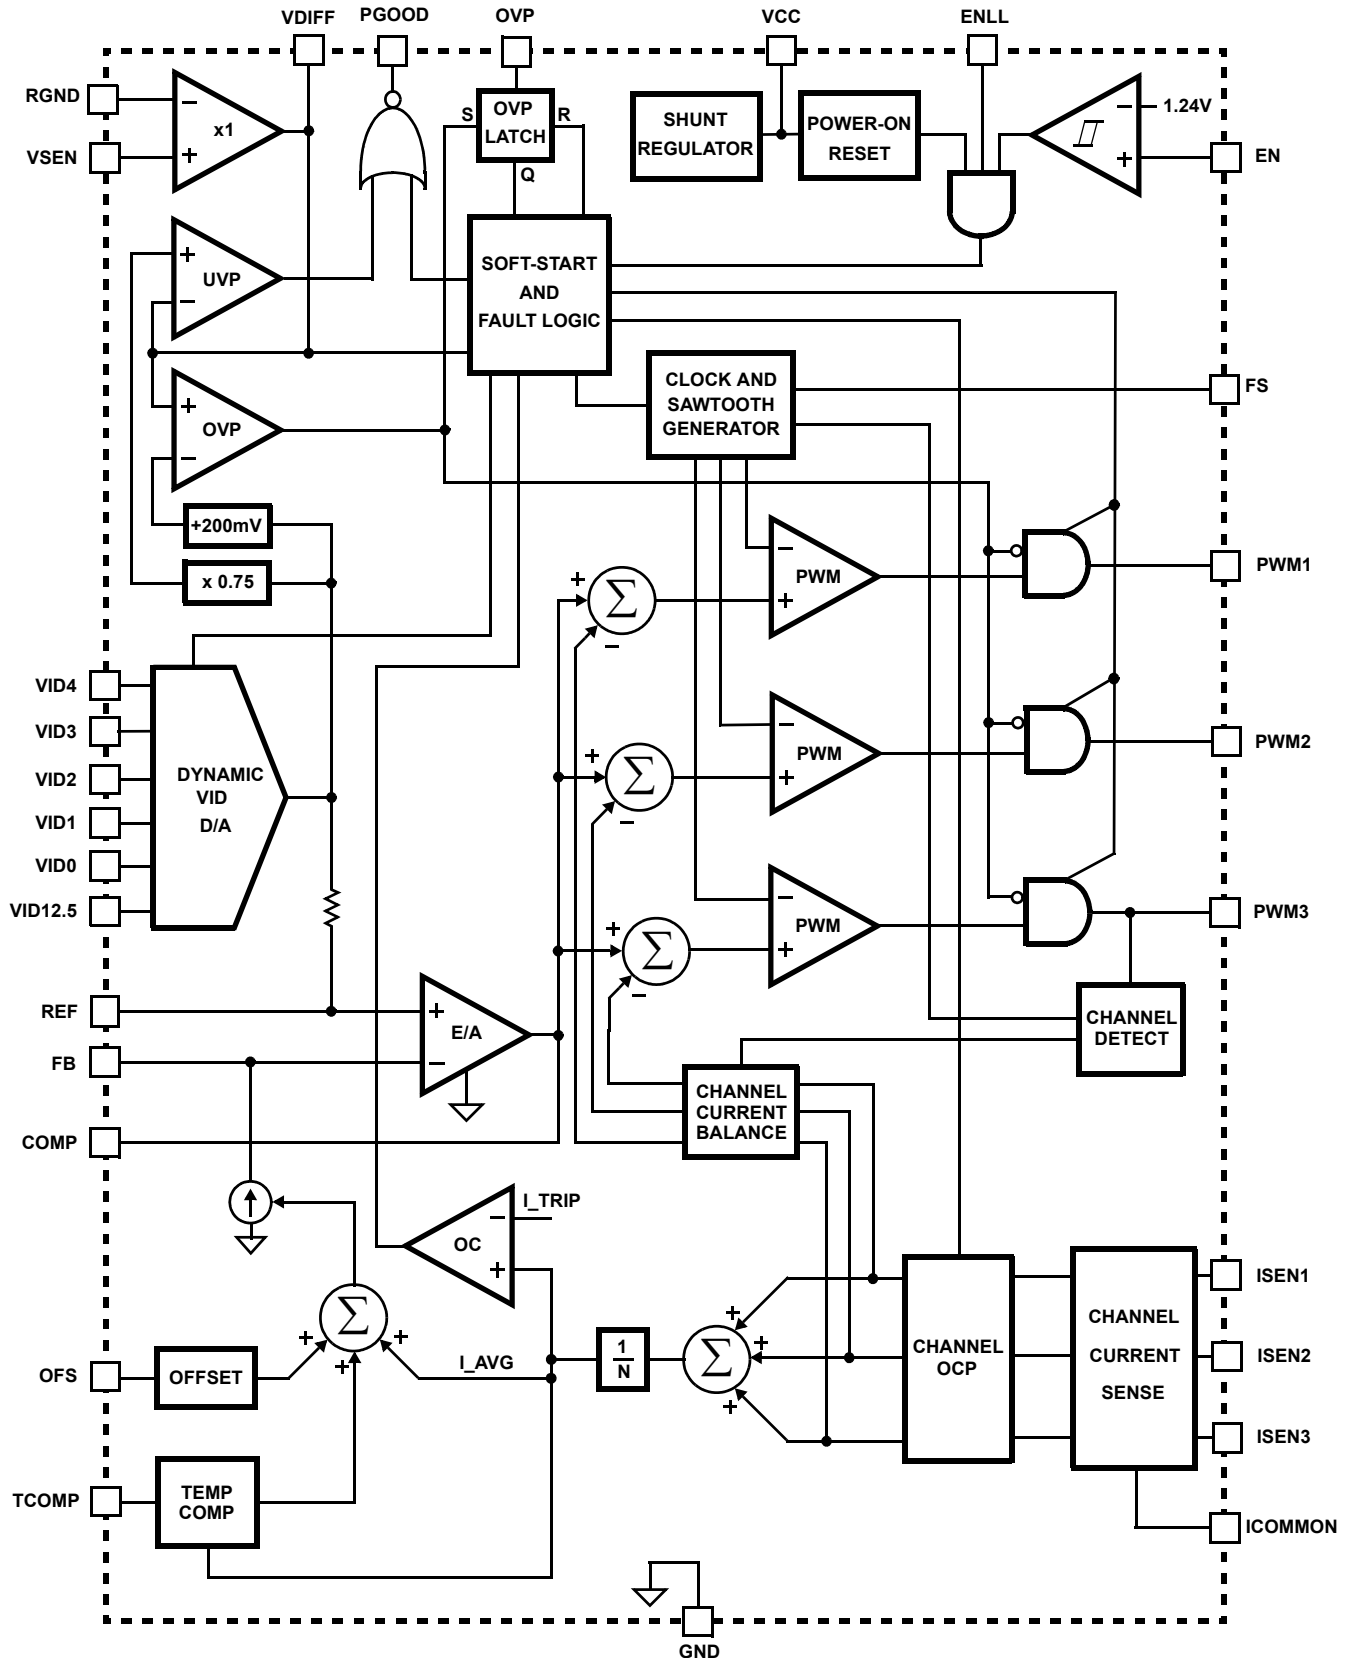 VDIFF
PGOOD
OVP
VCC
ENLL
RGND
VSEN
−
x1
+
S
OVP
LATCH
R
Q
SHUNT
REGULATOR
POWER-ON
RESET
−
1.24V
+
EN
+
UVP
−
SOFT-START
AND
FAULT LOGIC
+
OVP
−
CLOCK AND
SAWTOOTH
GENERATOR
FS
+200mV
x 0.75
+
Σ
−
−
PWM
+
PWM1
VID4
VID3
VID2
VID1
VID0
VID12.5
DYNAMIC
VID
D/A
+
Σ
−
−
PWM
+
PWM2
+
Σ
−
−
PWM
+
PWM3
REF
FB
COMP
+
E/A
−
CHANNEL
DETECT
CHANNEL
CURRENT
BALANCE
I_TRIP
−
OC
+
Σ
+
+
+
I_AVG
OFS
OFFSET
1
N
Σ
+
+
+
CHANNEL
OCP
CHANNEL
CURRENT
SENSE
ISEN1
ISEN2
ISEN3
TCOMP
TEMP
COMP
ICOMMON
GND